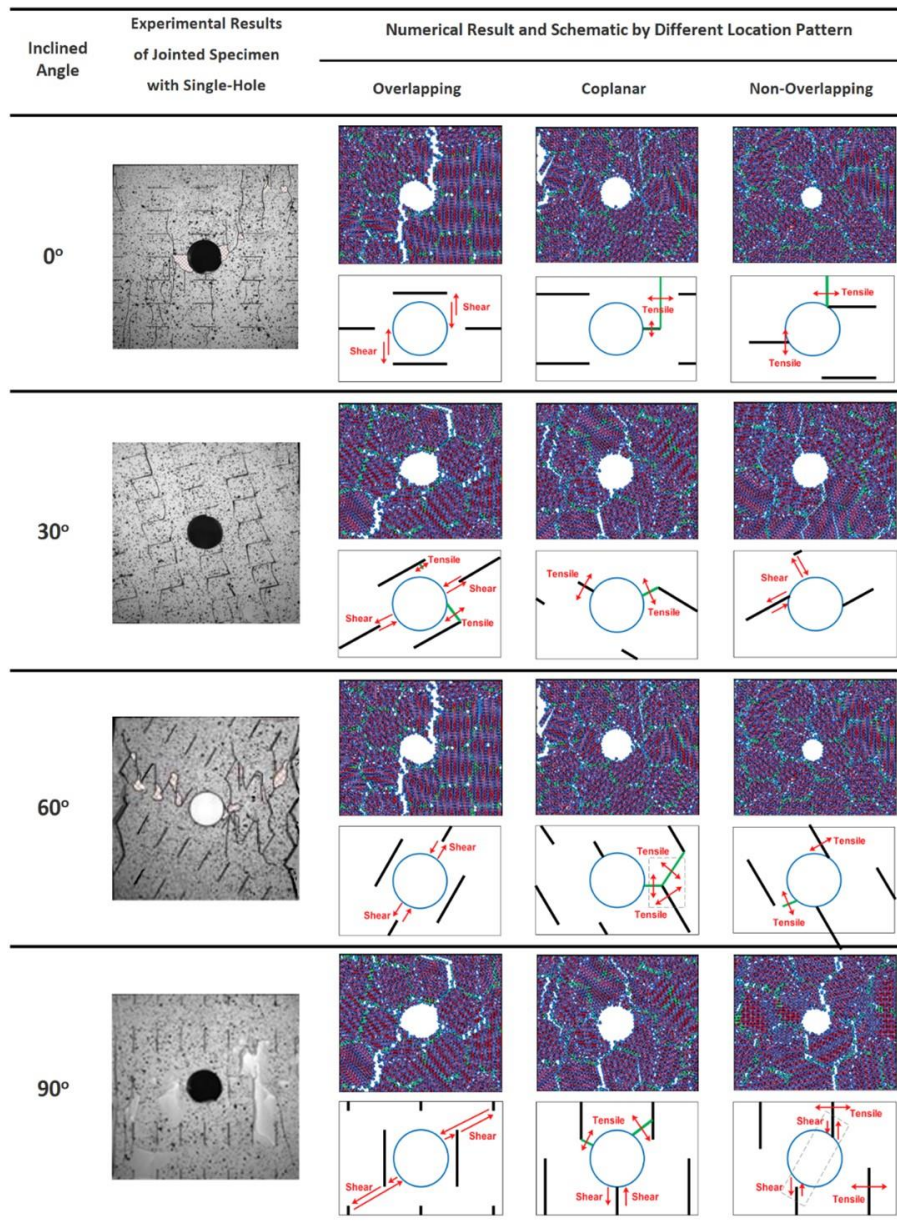 Inclined
Angle
Experimental Results
of Jointed Specimen
with Single-Hole
Numerical Result and Schematic by Different Location Pattern
Overlapping
Coplanar
Non-Overlapping
0°
Shear
Shear
Tensile
Tensile
Tensile
30°
Tensile
Shear
Shear
Tensile
Tensile
Tensile
Shear
60°
Shear
Shear
Tensile
Tensile
Tensile
Tensile
90°
Shear
Shear
Tensile
Shear
Shear
Shear
Tensile
Shear
Tensile